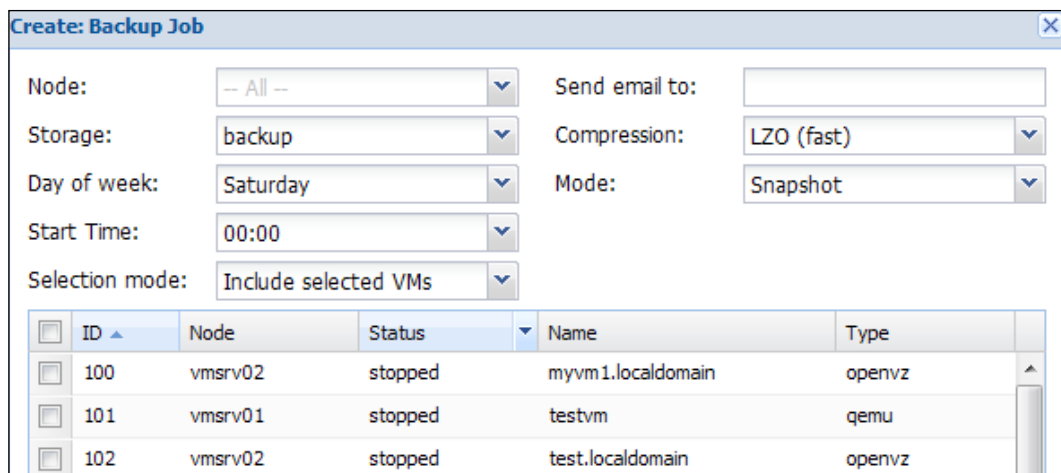 Create: Backup Job
Node: -- All -- Send email to:
Storage: backup Compression: LZO (fast)
Day of week: Saturday Mode: Snapshot
Start Time: 00:00
Selection mode: Include selected VMs
ID Node Status Name Type
100 vmsrv02 stopped myvm1.localdomain openvz
101 vmsrv01 stopped testvm qemu
102 vmsrv02 stopped test.localdomain openvz